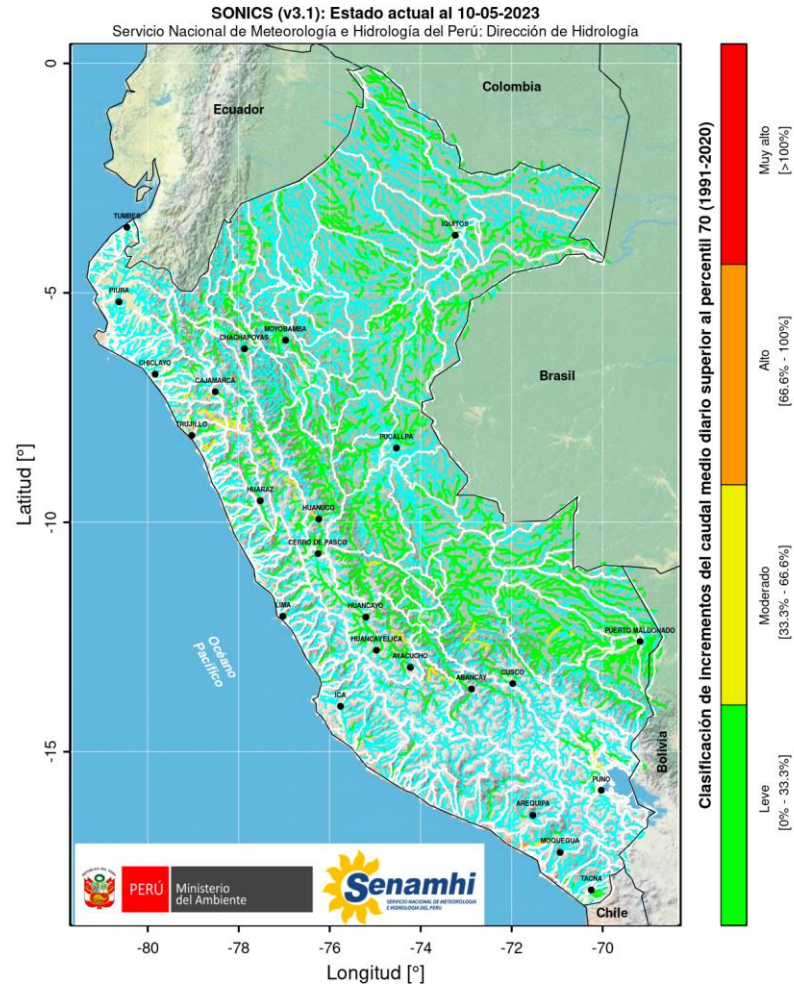 SONICS (v3.1): Estado actual al 10-05-2023
Servicio Nacional de Meteorología e Hidrología del Perú: Dirección de Hidrología
Colombia
Ecuador
TUMBES
IQUITOS
PIURA
MOYOBAMBA
CHACHAPOYAS
CHICLAYO
CAJAMARCA
Brasil
TRUJILLO
PUCALLPA
HUARAZ
HUANUCO
CERRO DE PASCO
LIMA
HUANCAYO
PUERTO MALDONADO
HUANCAVELICA
AYACUCHO
Océano
Pacífico
ABANCAY
CUSCO
ICA
Bolivia
PUNO
AREQUIPA
MOQUEGUA
TACNA
Chile
PERÚ
Ministerio
del Ambiente
Senamhi
SERVICIO NACIONAL DE METEOROLOGÍA
E HIDROLOGÍA DEL PERÚ
0
-5
-10
-15
Latitud [°]
-80
-78
-76
-74
-72
-70
Longitud [°]
Clasificación de incrementos del caudal medio diario superior al percentil 70 (1991-2020)
Muy alto
[>100%]
Alto
[66.6% - 100%]
Moderado
[33.3% - 66.6%]
Leve
[0% - 33.3%]